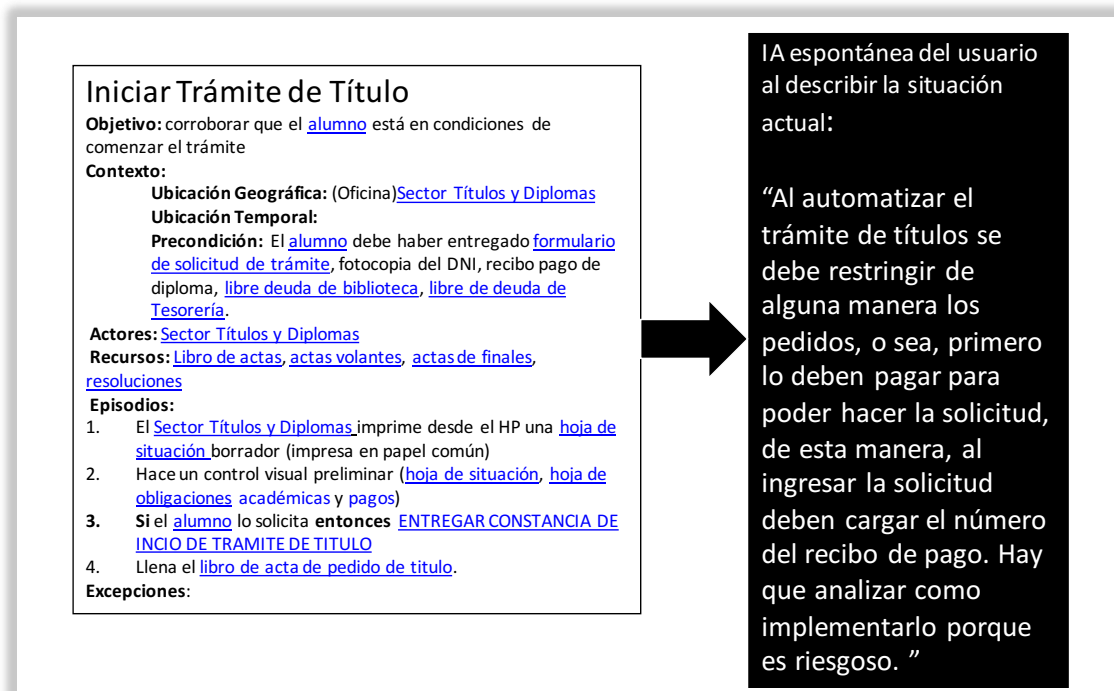 Iniciar Trámite de Título
Objetivo: corroborar que el alumno está en condiciones de
comenzar el trámite
Contexto:
Ubicación Geográfica: (Oficina)Sector Títulos y Diplomas
Ubicación Temporal:
Precondición: El alumno debe haber entregado formulario
de solicitud de trámite, fotocopia del DNI, recibo pago de
diploma, libre deuda de biblioteca, libre de deuda de
Tesorería.
Actores: Sector Títulos y Diplomas
Recursos: Libro de actas, actas volantes, actas de finales,
resoluciones
Episodios:
1. El Sector Títulos y Diplomas imprime desde el HP una hoja de
situación borrador (impresa en papel común)
2. Hace un control visual preliminar (hoja de situación, hoja de
obligaciones académicas y pagos)
3. Si el alumno lo solicita entonces ENTREGAR CONSTANCIA DE
INCIO DE TRAMITE DE TITULO
4. Llena el libro de acta de pedido de titulo.
Excepciones:
IA espontánea del usuario
al describir la situación
actual:
“Al automatizar el
trámite de títulos se
debe restringir de
alguna manera los
pedidos, o sea, primero
lo deben pagar para
poder hacer la solicitud,
de esta manera, al
ingresar la solicitud
deben cargar el número
del recibo de pago. Hay
que analizar como
implementarlo porque
es riesgoso. ”